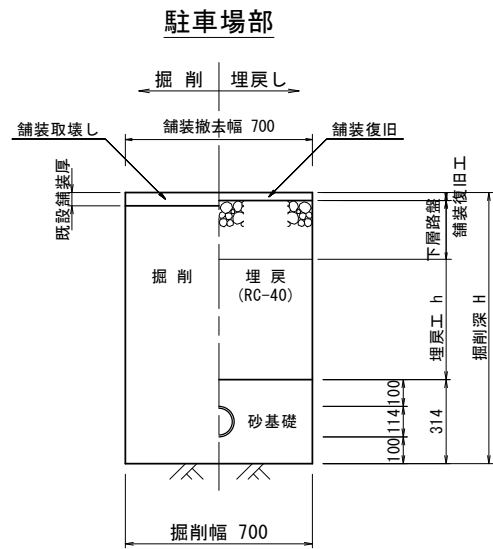 駐車場部
掘 削 埋戻し
舗装取壊し 舗装撤去幅 700 舗装復旧
既設舗装厚
舗装復旧工
下層路盤
掘 削
埋 戻
(RC-40)
埋戻工 h
掘削深 H
砂基礎
100
114
100
314
掘削幅 700